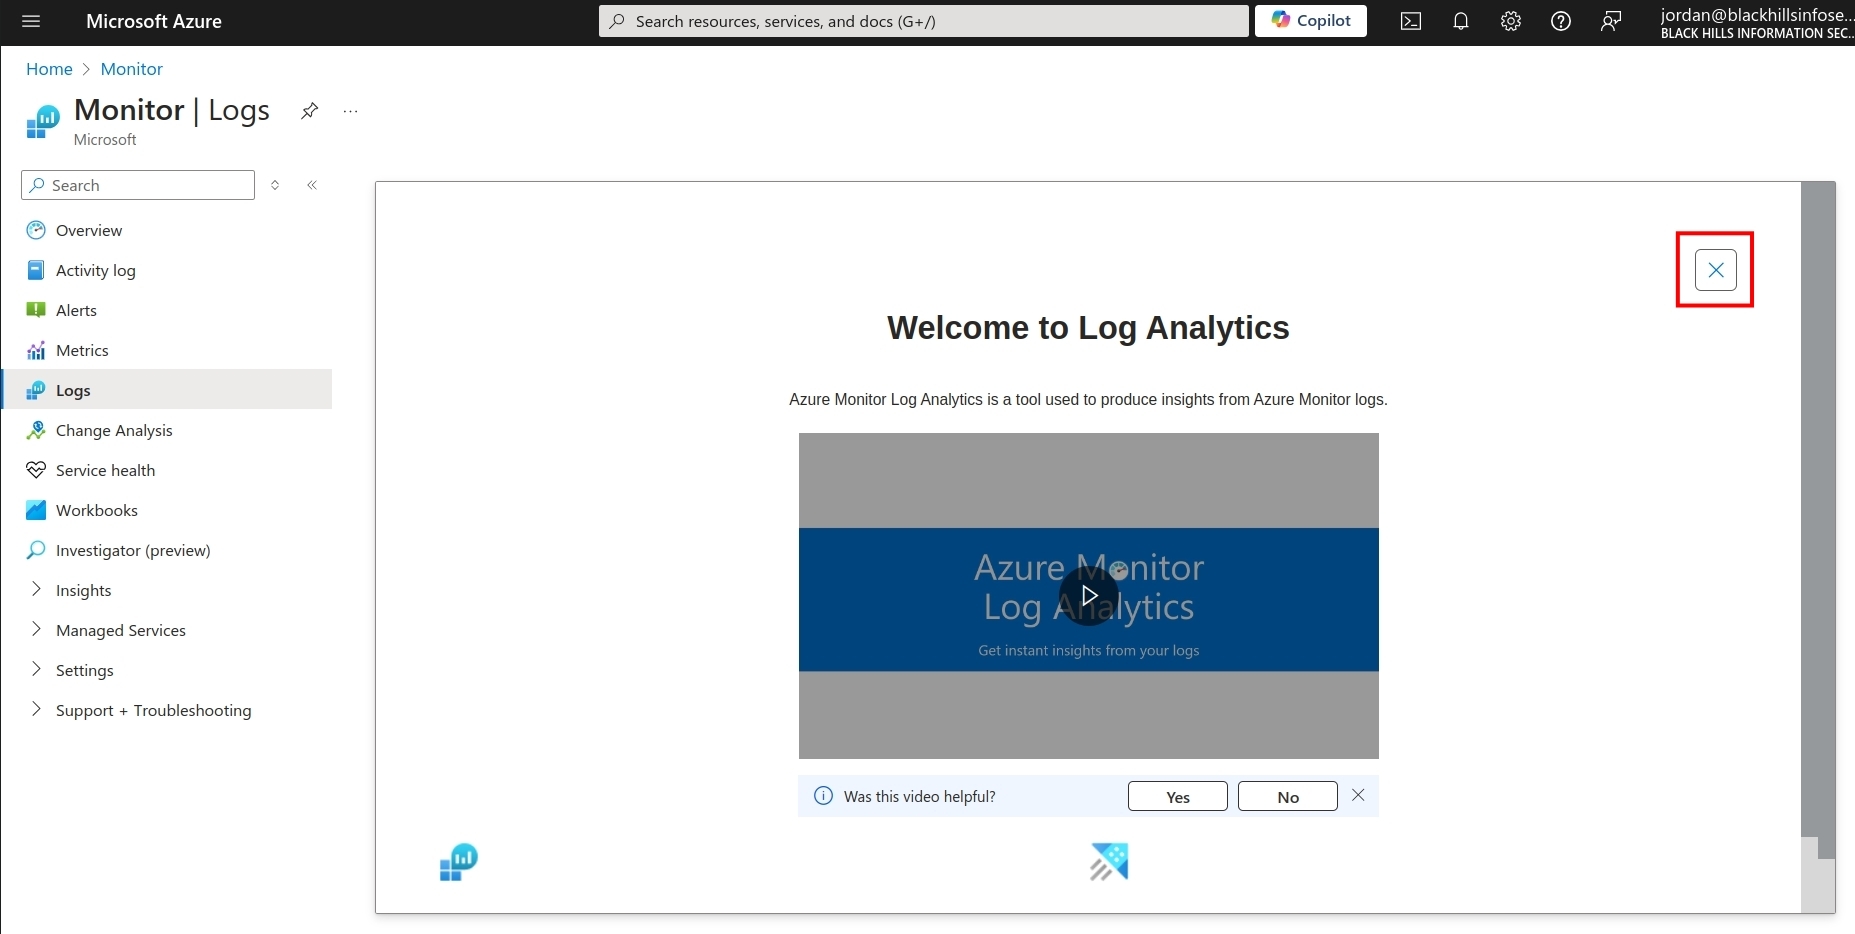 Microsoft Azure
Search resources, services, and docs (G+/)
Copilot
jordan@blackhillsinfose...
BLACK HILLS INFORMATION SEC...
Home > Monitor
Monitor | Logs
...
Microsoft
Search
Overview
Activity log
Alerts
Metrics
Logs
Change Analysis
Service health
Workbooks
Investigator (preview)
Insights
Managed Services
Settings
Support + Troubleshooting
Welcome to Log Analytics
Azure Monitor Log Analytics is a tool used to produce insights from Azure Monitor logs.
Azure Monitor
Log Analytics
Get instant insights from your logs
Was this video helpful?
Yes
No